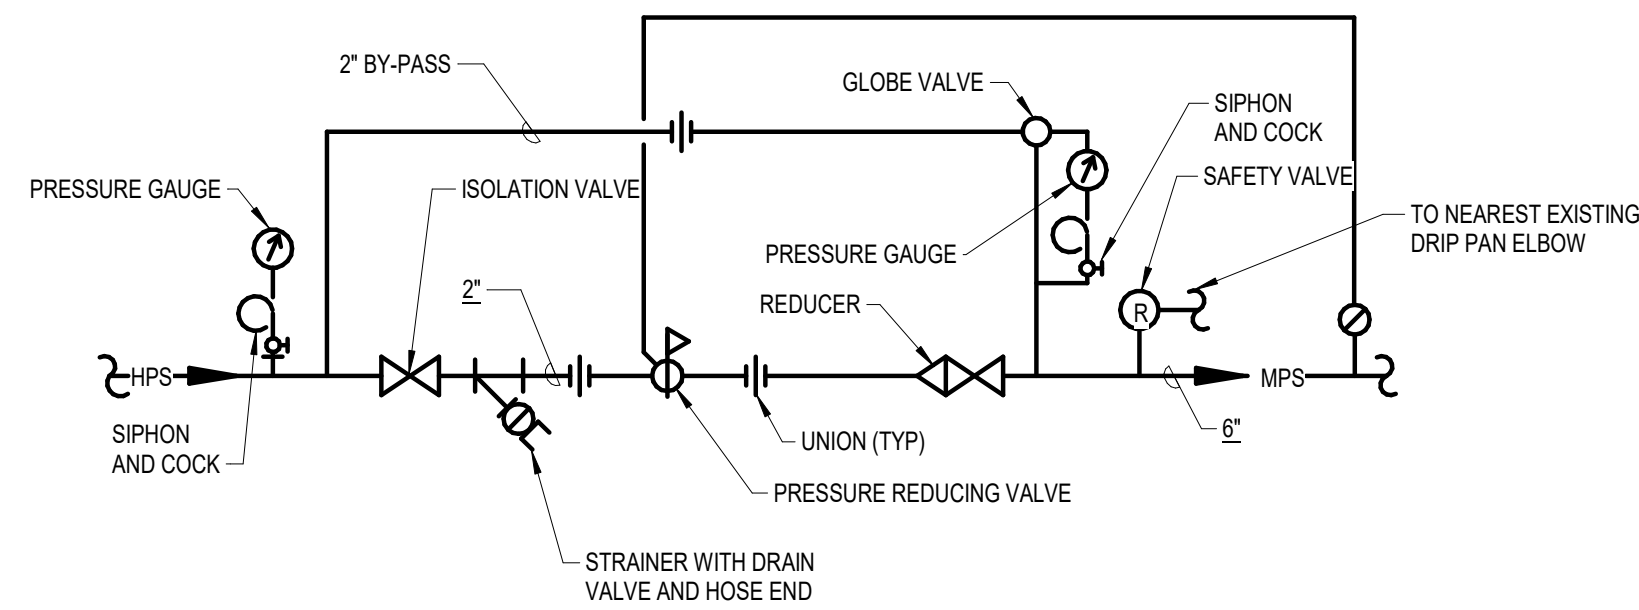 2" BY-PASS
GLOBE VALVE
SIPHON
AND COCK
PRESSURE GAUGE
ISOLATION VALVE
SAFETY VALVE
TO NEAREST EXISTING
DRIP PAN ELBOW
PRESSURE GAUGE
2"
REDUCER
R
HPS
MPS
SIPHON
AND COCK
UNION (TYP)
6"
PRESSURE REDUCING VALVE
STRAINER WITH DRAIN
VALVE AND HOSE END